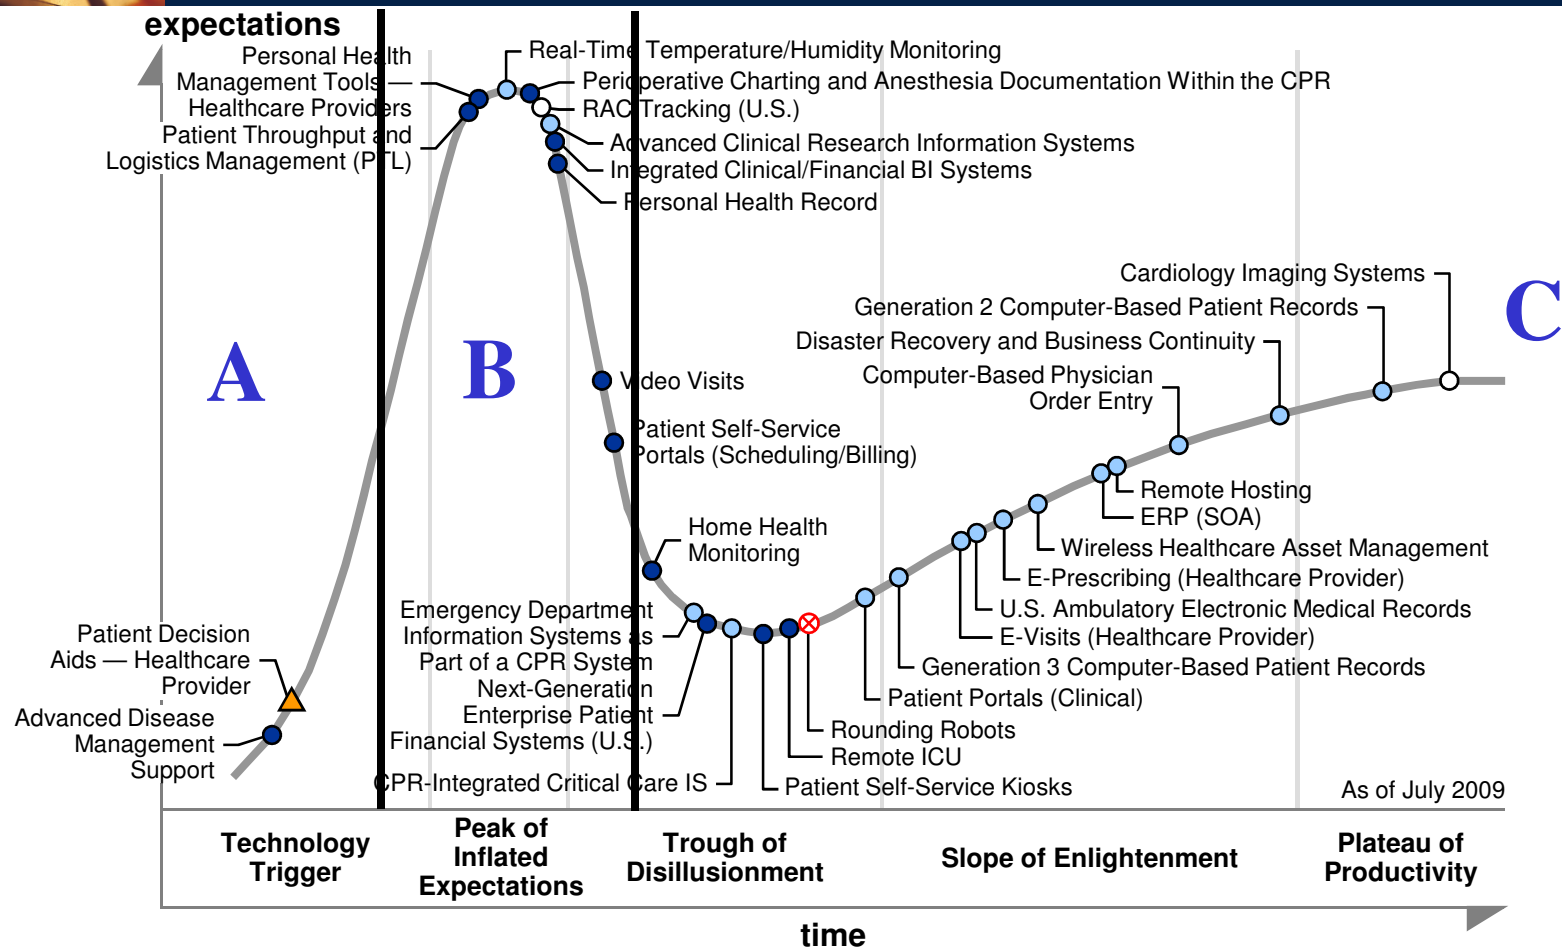 expectations
Personal Health
Management Tools —
Healthcare Providers
Patient Throughput and
Logistics Management (PTL)
Real-Time Temperature/Humidity Monitoring
Perioperative Charting and Anesthesia Documentation Within the CPR
RAC Tracking (U.S.)
Advanced Clinical Research Information Systems
Integrated Clinical/Financial BI Systems
Personal Health Record
A
B
C
Cardiology Imaging Systems
Generation 2 Computer-Based Patient Records
Disaster Recovery and Business Continuity
Computer-Based Physician
Order Entry
Video Visits
Patient Self-Service
Portals (Scheduling/Billing)
Home Health
Monitoring
Remote Hosting
ERP (SOA)
Wireless Healthcare Asset Management
E-Prescribing (Healthcare Provider)
U.S. Ambulatory Electronic Medical Records
E-Visits (Healthcare Provider)
Generation 3 Computer-Based Patient Records
Patient Portals (Clinical)
Rounding Robots
Remote ICU
Patient Self-Service Kiosks
Emergency Department
Information Systems as
Part of a CPR System
Next-Generation
Enterprise Patient
Financial Systems (U.S.)
CPR-Integrated Critical Care IS
Patient Decision
Aids — Healthcare
Provider
Advanced Disease
Management
Support
As of July 2009
Technology
Trigger
Peak of
Inflated
Expectations
Trough of
Disillusionment
Slope of Enlightenment
Plateau of
Productivity
time